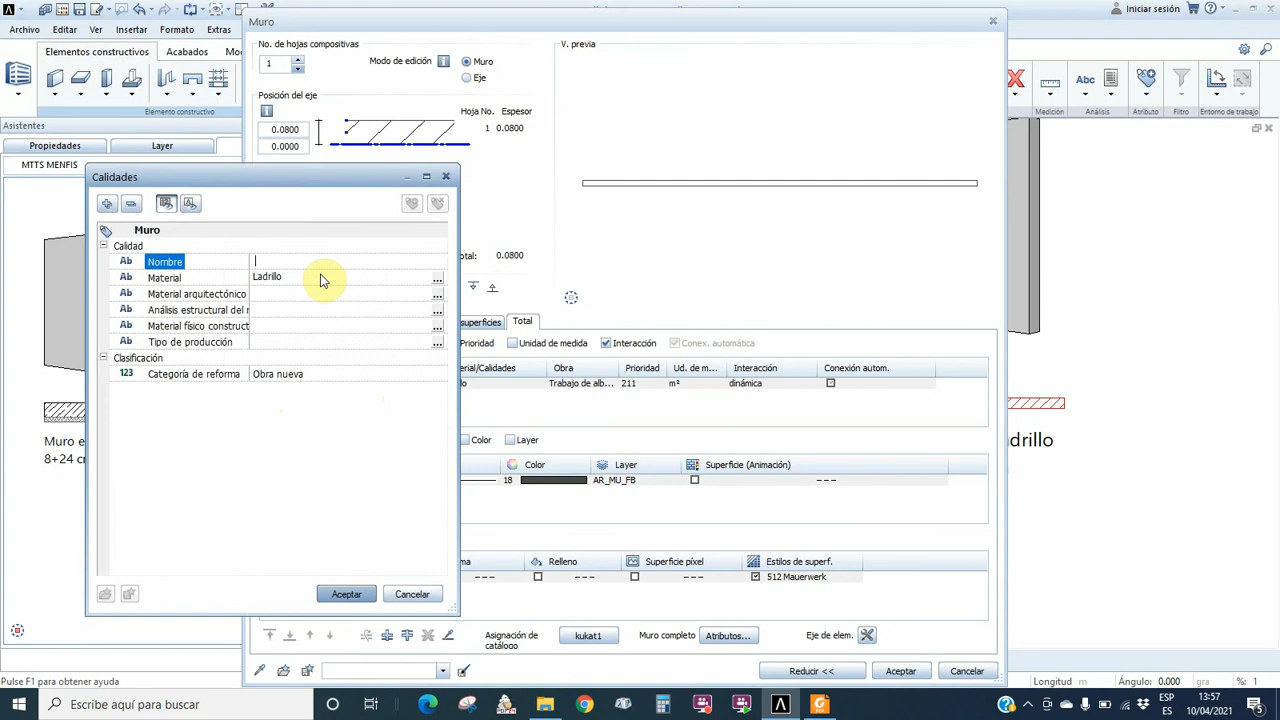 Iniciar sesión
Archivo Editar Ver Insertar Formato Extras
Elementos constructivos Acabados
Elemento constructivo
Medición Análisis Atributo Filtro Entorno de trabajo
Abc
Asistentes
Propiedades Layer
MTTS MENFIS
Muro e
8+24 c
drillo
Muro
No. de hojas compositivas
1
Modo de edición
Muro
Eje
V. previa
Posición del eje
0.0800
0.0000
Hoja No. Espesor
1 0.0800
0.0800
superficies Total
Prioridad Unidad de medida Interacción Conex. automática
erial/Calidades Obra Prioridad Ud. de m... Interacción Conexión autom.
Trabajo de alb... 211 m² dinámica
Color Layer
Color Layer Superficie (Animación)
18 AR_MU_FB
Relleno Superficie píxel Estilos de superf.
512 Mauerwerk
Asignación de catálogo kukat1 Muro completo Atributos... Eje de elem.
Reducir << Aceptar Cancelar
Calidades
Muro
Calidad
Ab Nombre
Ab Material Ladrillo ...
Ab Material arquitectónico ...
Ab Análisis estructural del r ...
Ab Material físico construct ...
Ab Tipo de producción ...
Clasificación
123 Categoría de reforma Obra nueva
Aceptar Cancelar
Pulse F1 para obtener ayuda
Longitud m Ángulo: 0.000 gra %: 1
Escribe aquí para buscar
ESP
ES
13:57
10/04/2021